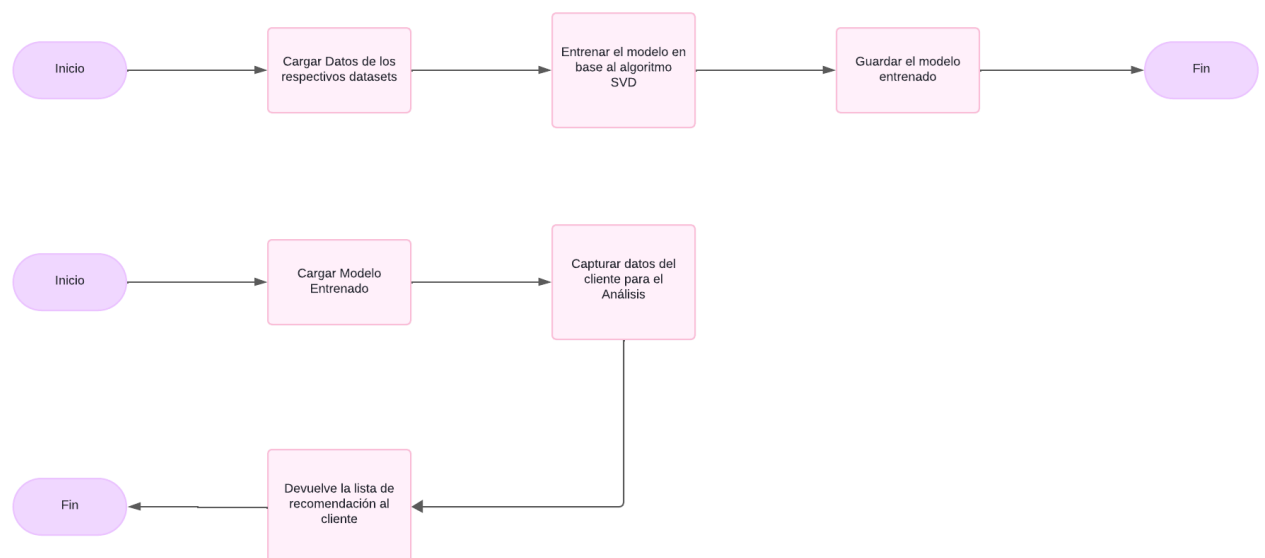 Inicio
Cargar Datos de los
respectivos datasets
Entrenar el modelo en
base al algoritmo
SVD
Guardar el modelo
entrenado
Fin
Inicio
Cargar Modelo
Entrenado
Capturar datos del
cliente para el
Análisis
Devuelve la lista de
recomendación al
cliente
Fin